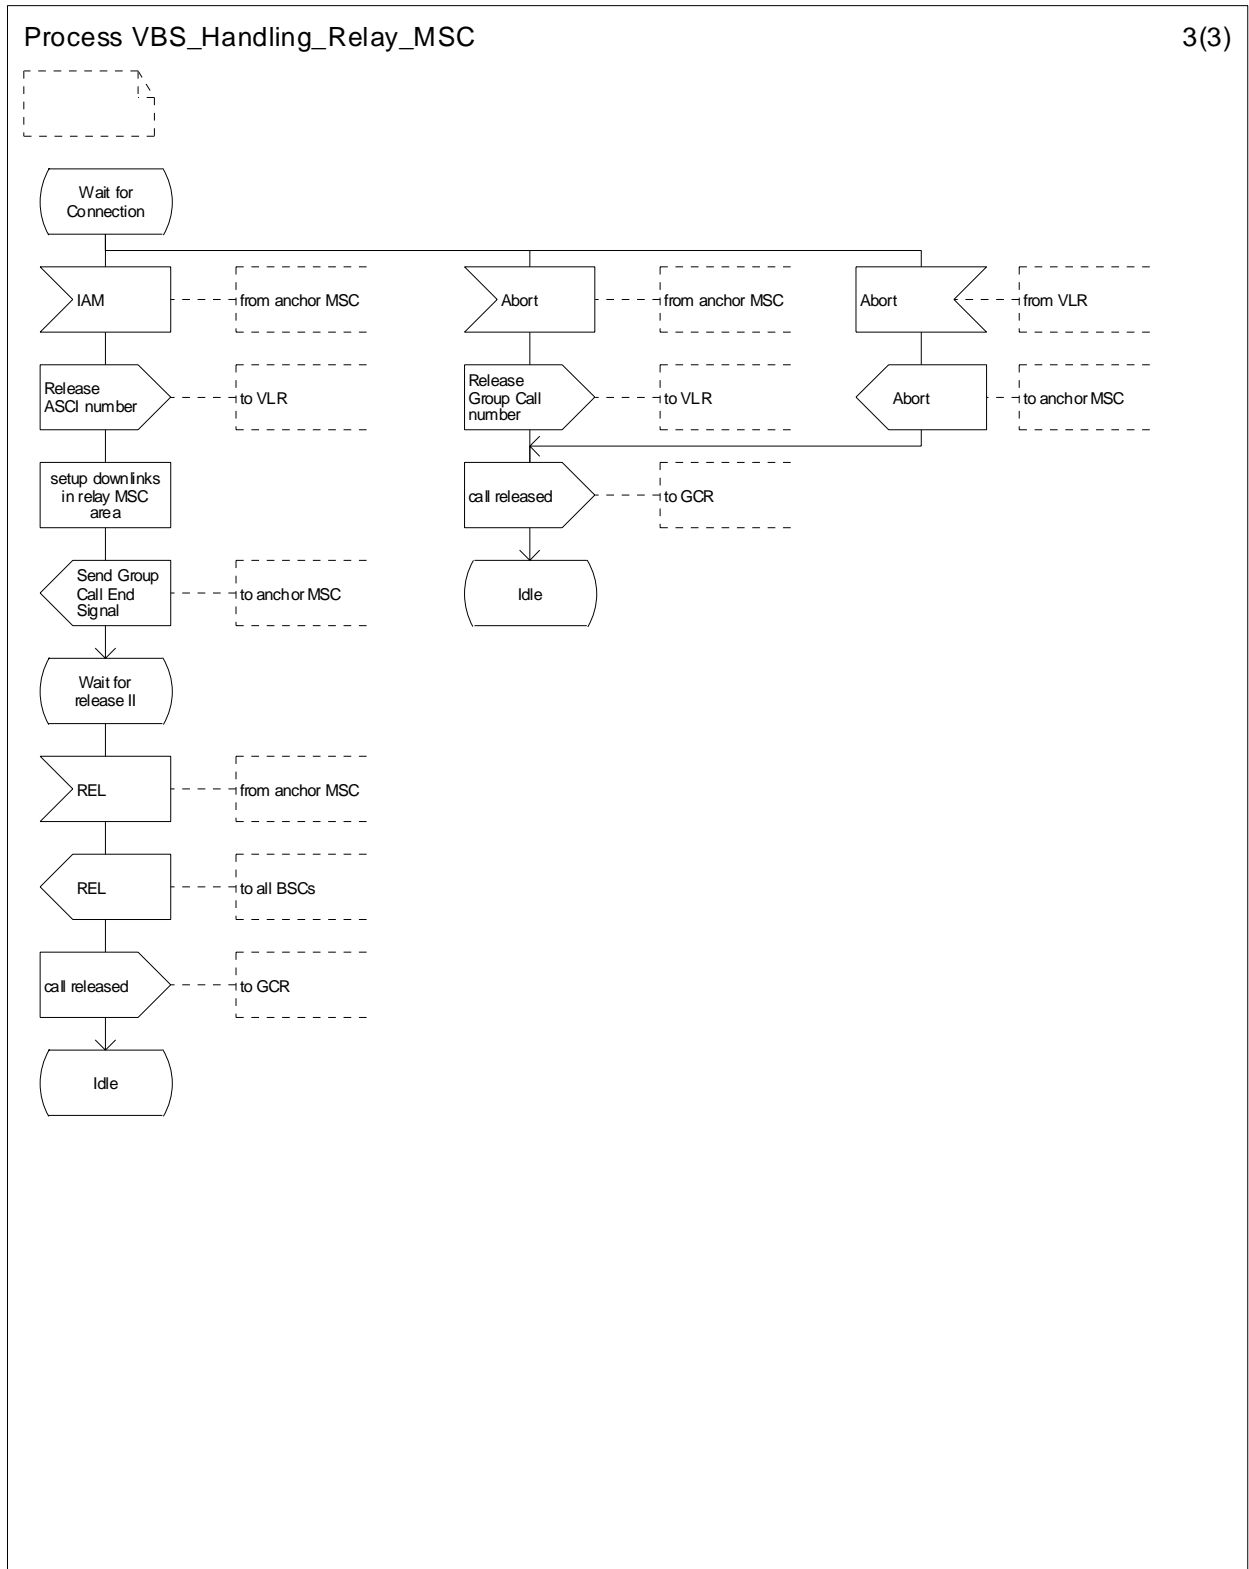 Process VBS_Handling_Relay_MSC
3(3)
Wait for
Connection
IAM
from anchor MSC
Abort
from anchor MSC
Abort
from VLR
Release
ASCI number
to VLR
Release
Group Call
number
to VLR
Abort
to anchor MSC
setup downlinks
in relay MSC
area
call released
to GCR
Send Group
Call End
Signal
to anchor MSC
Idle
Wait for
release II
REL
from anchor MSC
REL
to all BSCs
call released
to GCR
Idle